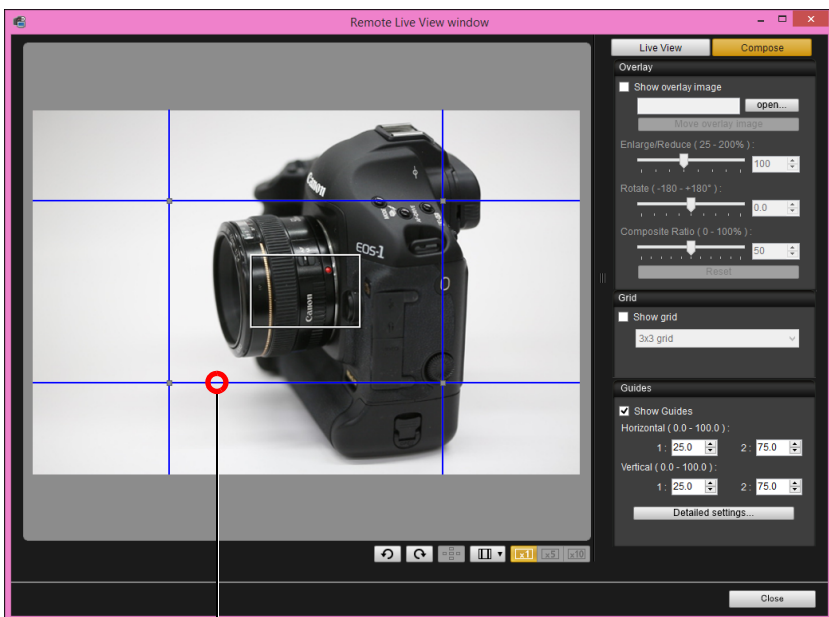 Remote Live View window
Live View Compose
Overlay
Show overlay image
open...
Move overlay image
Enlarge/Reduce ( 25 - 200% ) :
100
Rotate ( -180 - +180° ) :
0.0
Composite Ratio ( 0 - 100% ) :
50
Reset
Grid
Show grid
3x3 grid
Guides
Show Guides
Horizontal ( 0.0 - 100.0 ) :
1 : 25.0 2 : 75.0
Vertical ( 0.0 - 100.0 ) :
1 : 25.0 2 : 75.0
Detailed settings...
Canon
EOS-1
Canon
x1 x5 x10
Close